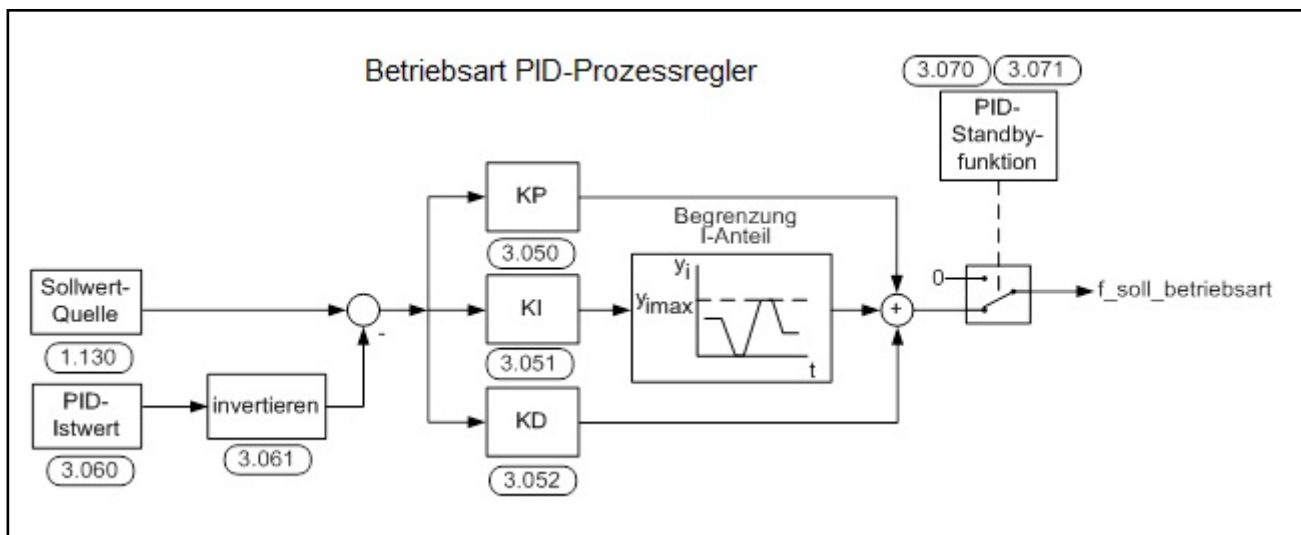 Betriebsart PID-Prozessregler
3.070
3.071
PID-
Standby-
funktion
KP
3.050
Begrenzung
I-Anteil
yi
yimax
t
Sollwert-
Quelle
1.130
-
KI
3.051
+
0
f_soll_betriebsart
PID-
Istwert
3.060
invertieren
3.061
KD
3.052